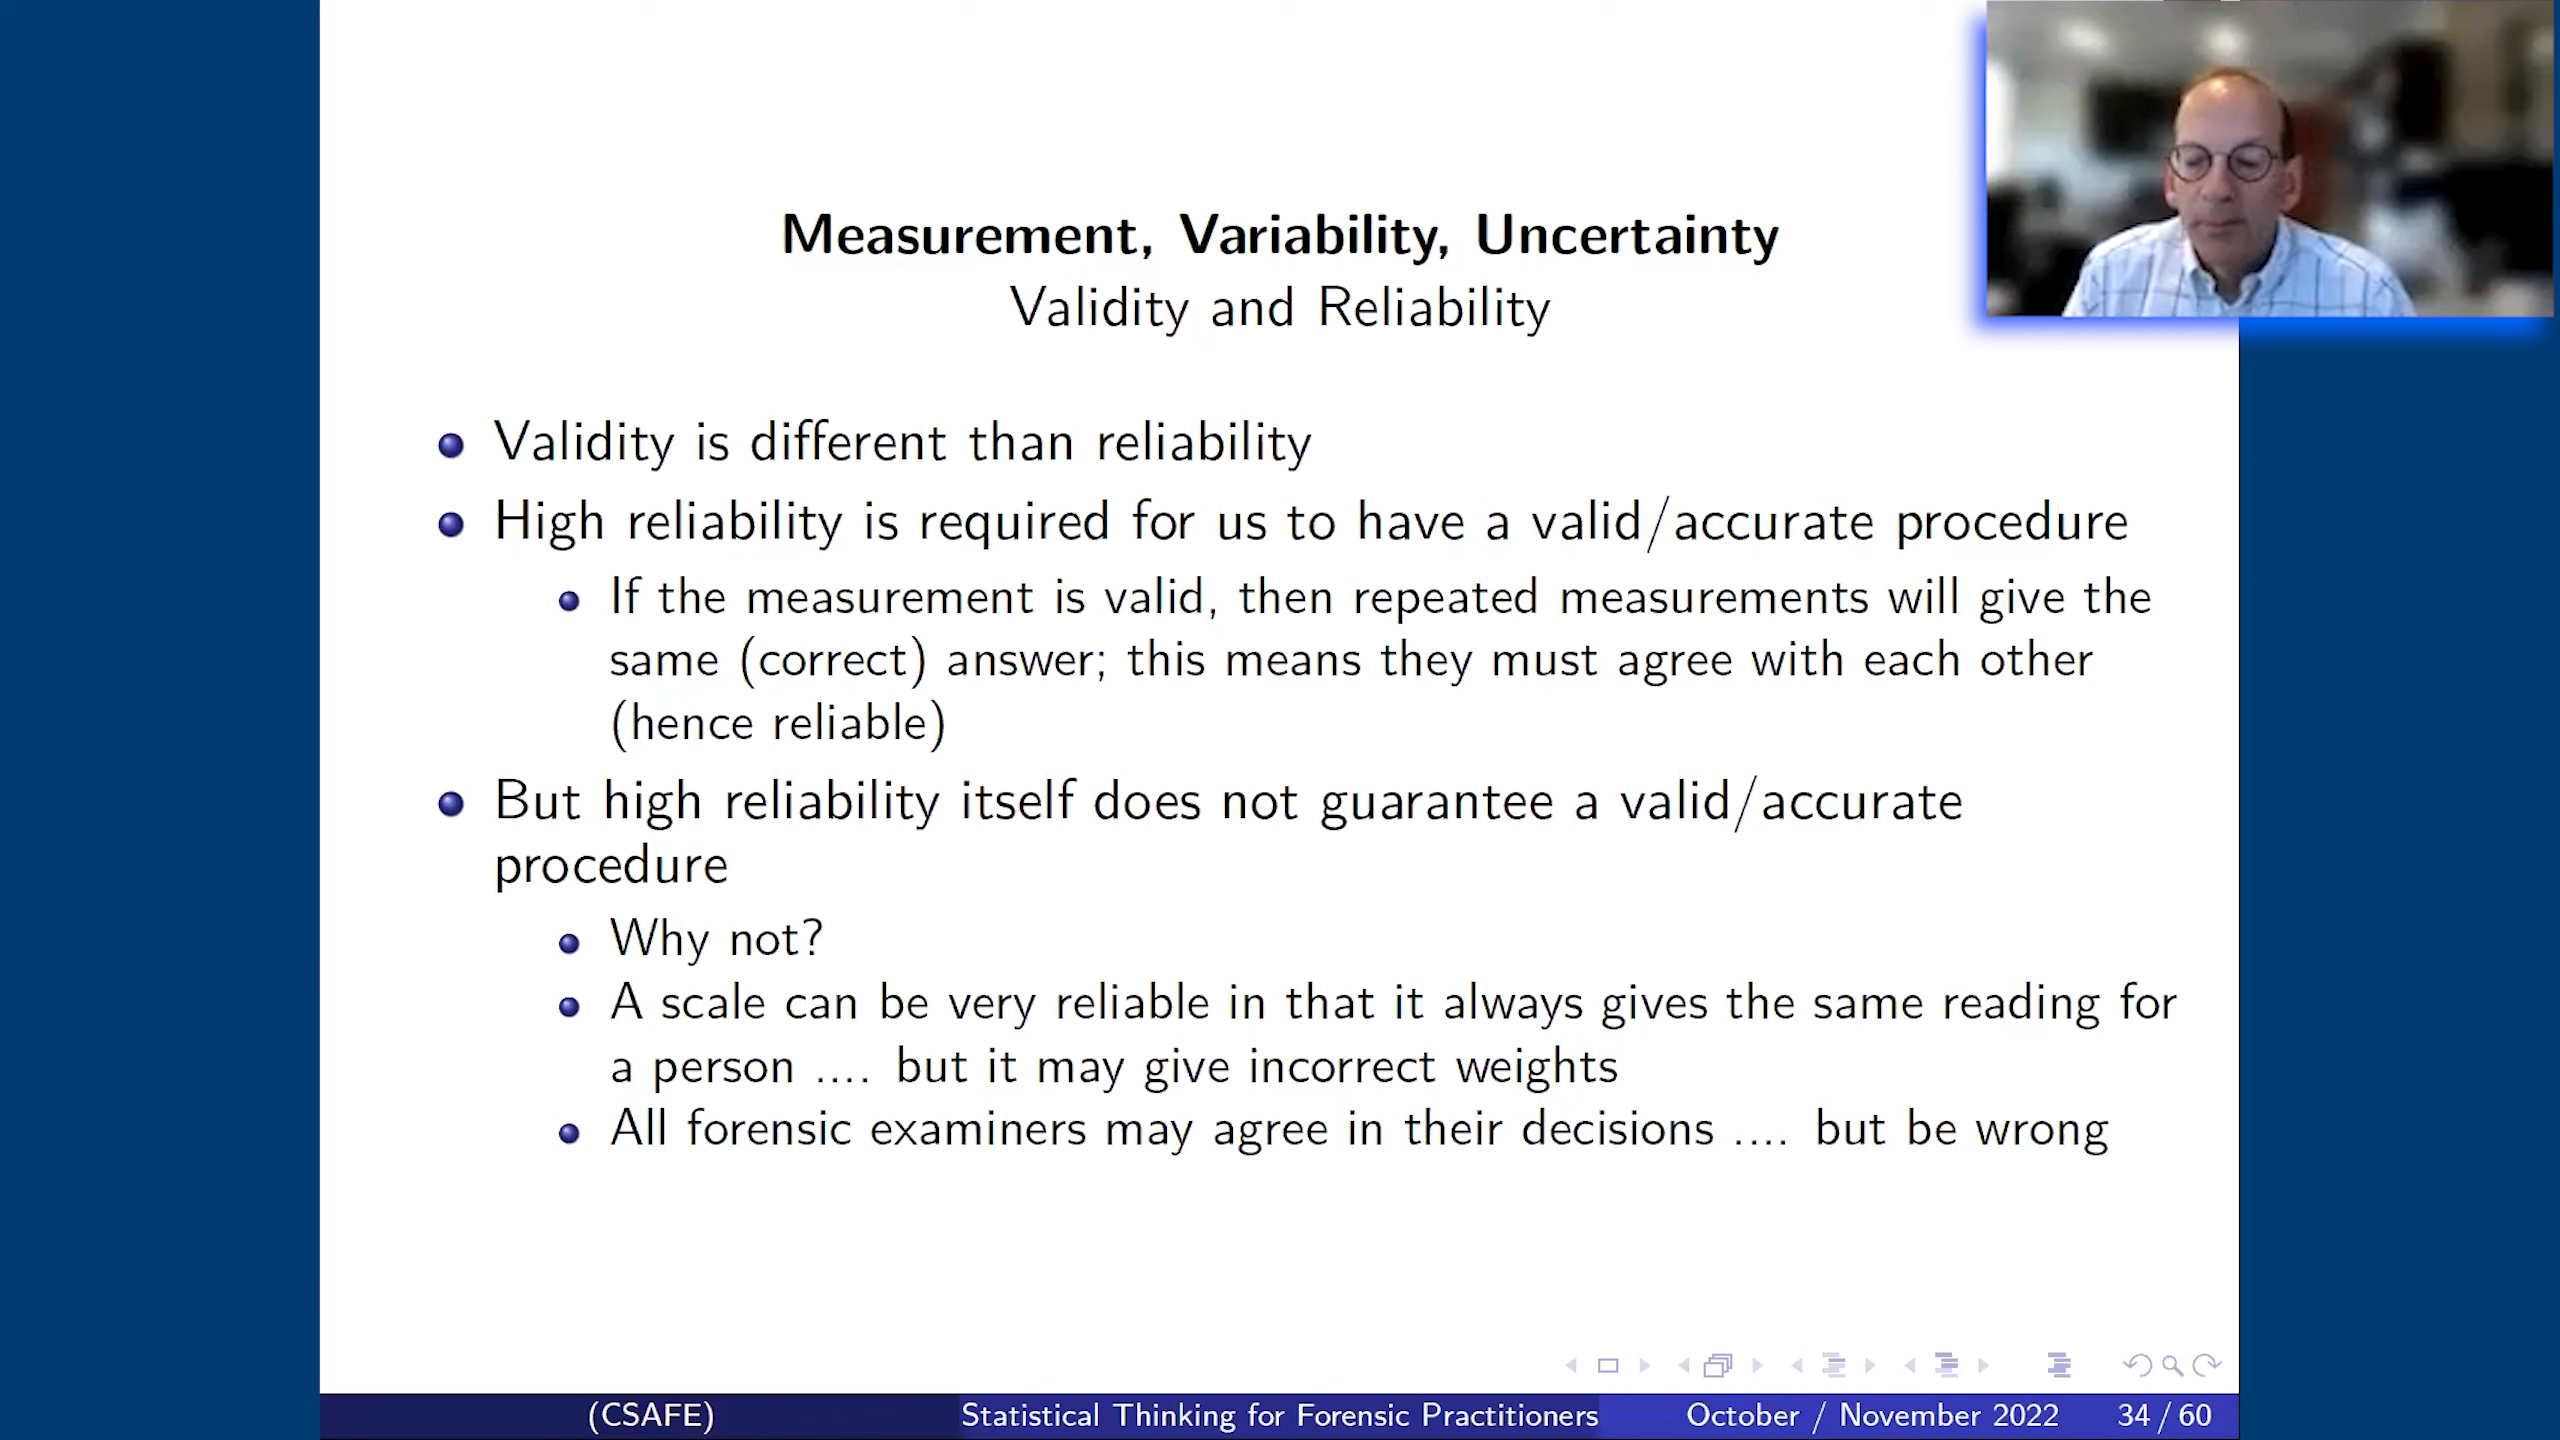 Measurement, Variability, Uncertainty
Validity and Reliability
Validity is different than reliability
High reliability is required for us to have a valid/accurate procedure
If the measurement is valid, then repeated measurements will give the
same (correct) answer; this means they must agree with each other
(hence reliable)
But high reliability itself does not guarantee a valid/accurate
procedure
Why not?
A scale can be very reliable in that it always gives the same reading for
a person .... but it may give incorrect weights
All forensic examiners may agree in their decisions .... but be wrong
(CSAFE) Statistical Thinking for Forensic Practitioners October / November 2022 34 / 60